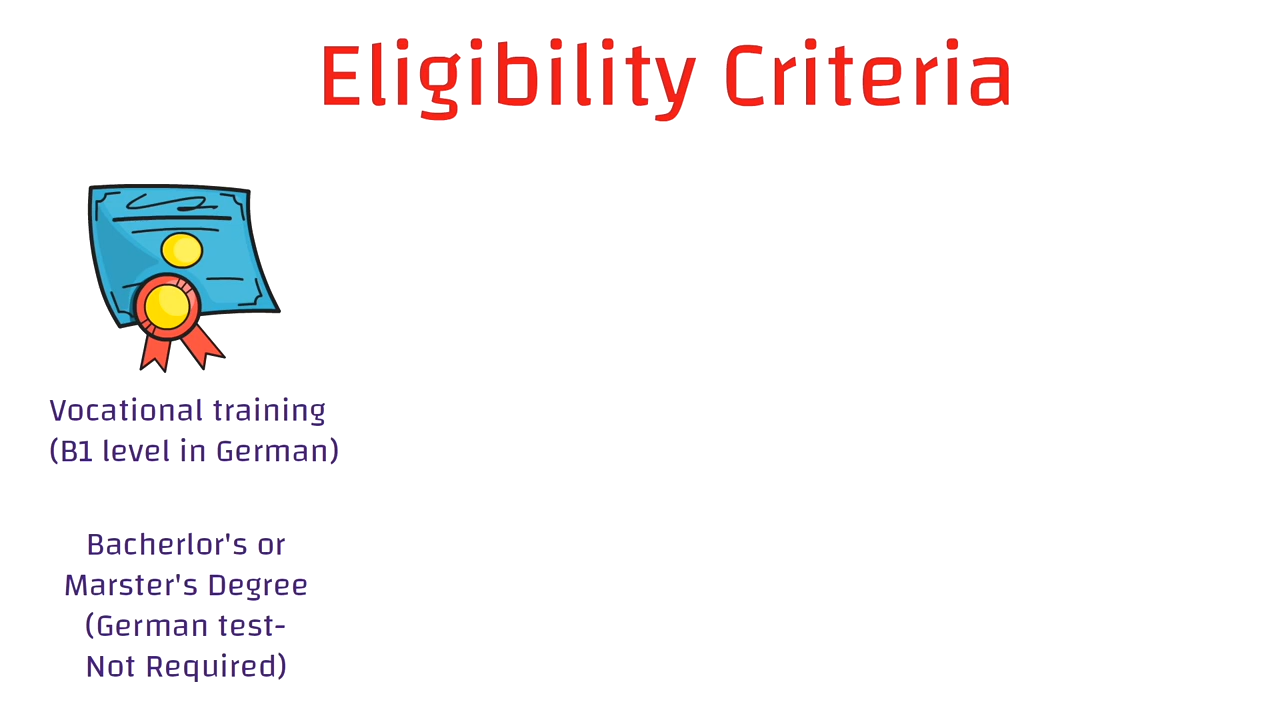 Eligibility Criteria
Vocational training
(B1 level in German)
Bacherlor's or
Marster's Degree
(German test-
Not Required)